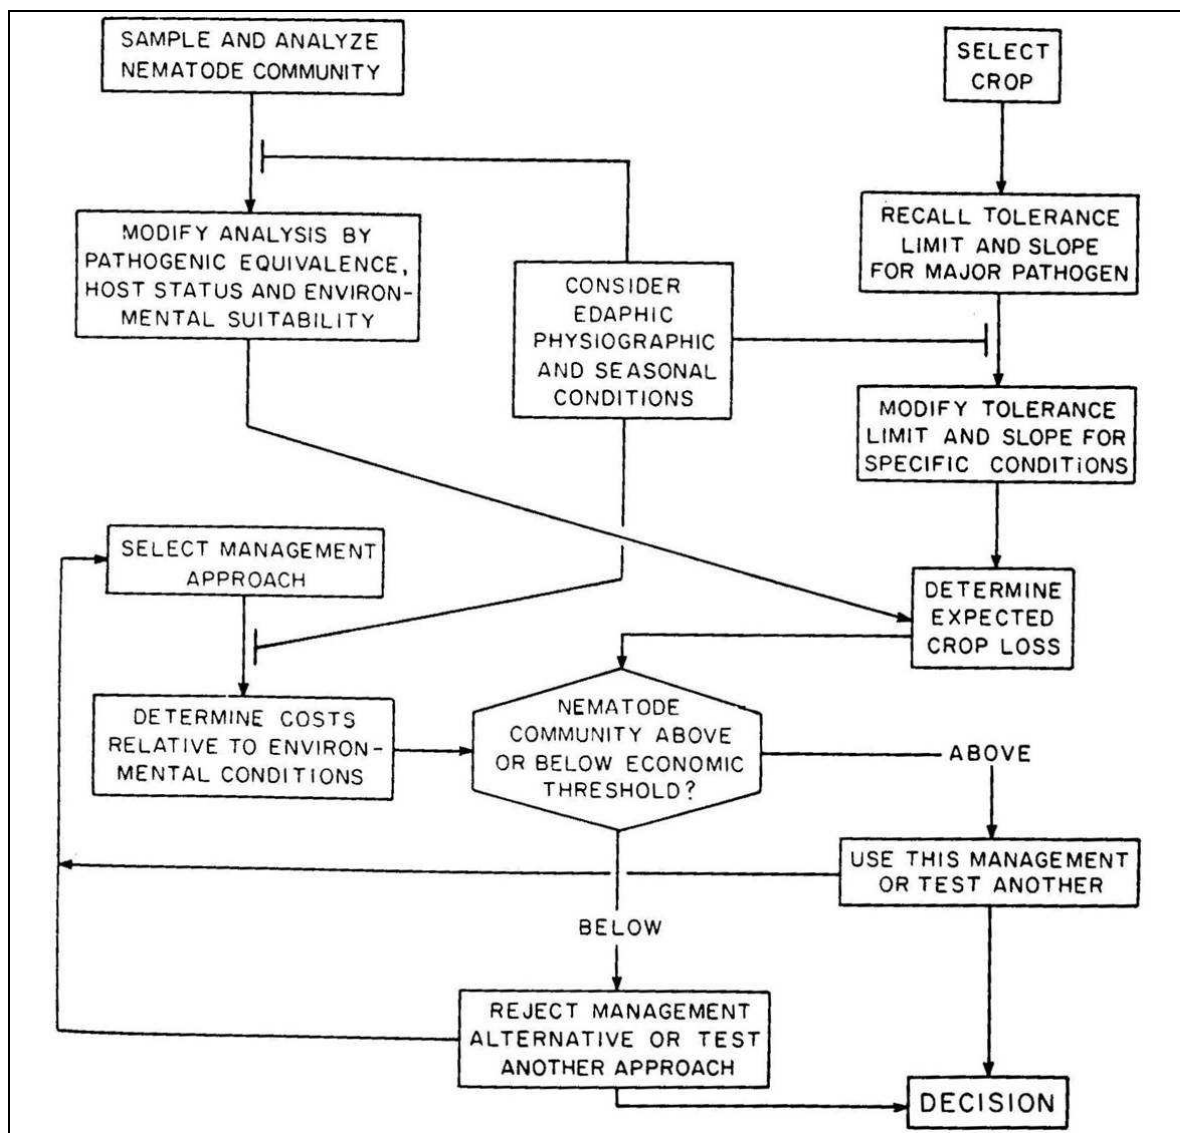 SAMPLE AND ANALYZE
NEMATODE COMMUNITY
SELECT
CROP
MODIFY ANALYSIS BY
PATHOGENIC EQUIVALENCE,
HOST STATUS AND ENVIRON-
MENTAL SUITABILITY
CONSIDER
EDAPHIC
PHYSIOGRAPHIC
AND SEASONAL
CONDITIONS
RECALL TOLERANCE
LIMIT AND SLOPE
FOR MAJOR PATHOGEN
MODIFY TOLERANCE
LIMIT AND SLOPE FOR
SPECIFIC CONDITIONS
SELECT MANAGEMENT
APPROACH
DETERMINE
EXPECTED
CROP LOSS
DETERMINE COSTS
RELATIVE TO ENVIRON-
MENTAL CONDITIONS
NEMATODE
COMMUNITY ABOVE
OR BELOW ECONOMIC
THRESHOLD?
ABOVE
USE THIS MANAGEMENT
OR TEST ANOTHER
BELOW
REJECT MANAGEMENT
ALTERNATIVE OR TEST
ANOTHER APPROACH
DECISION